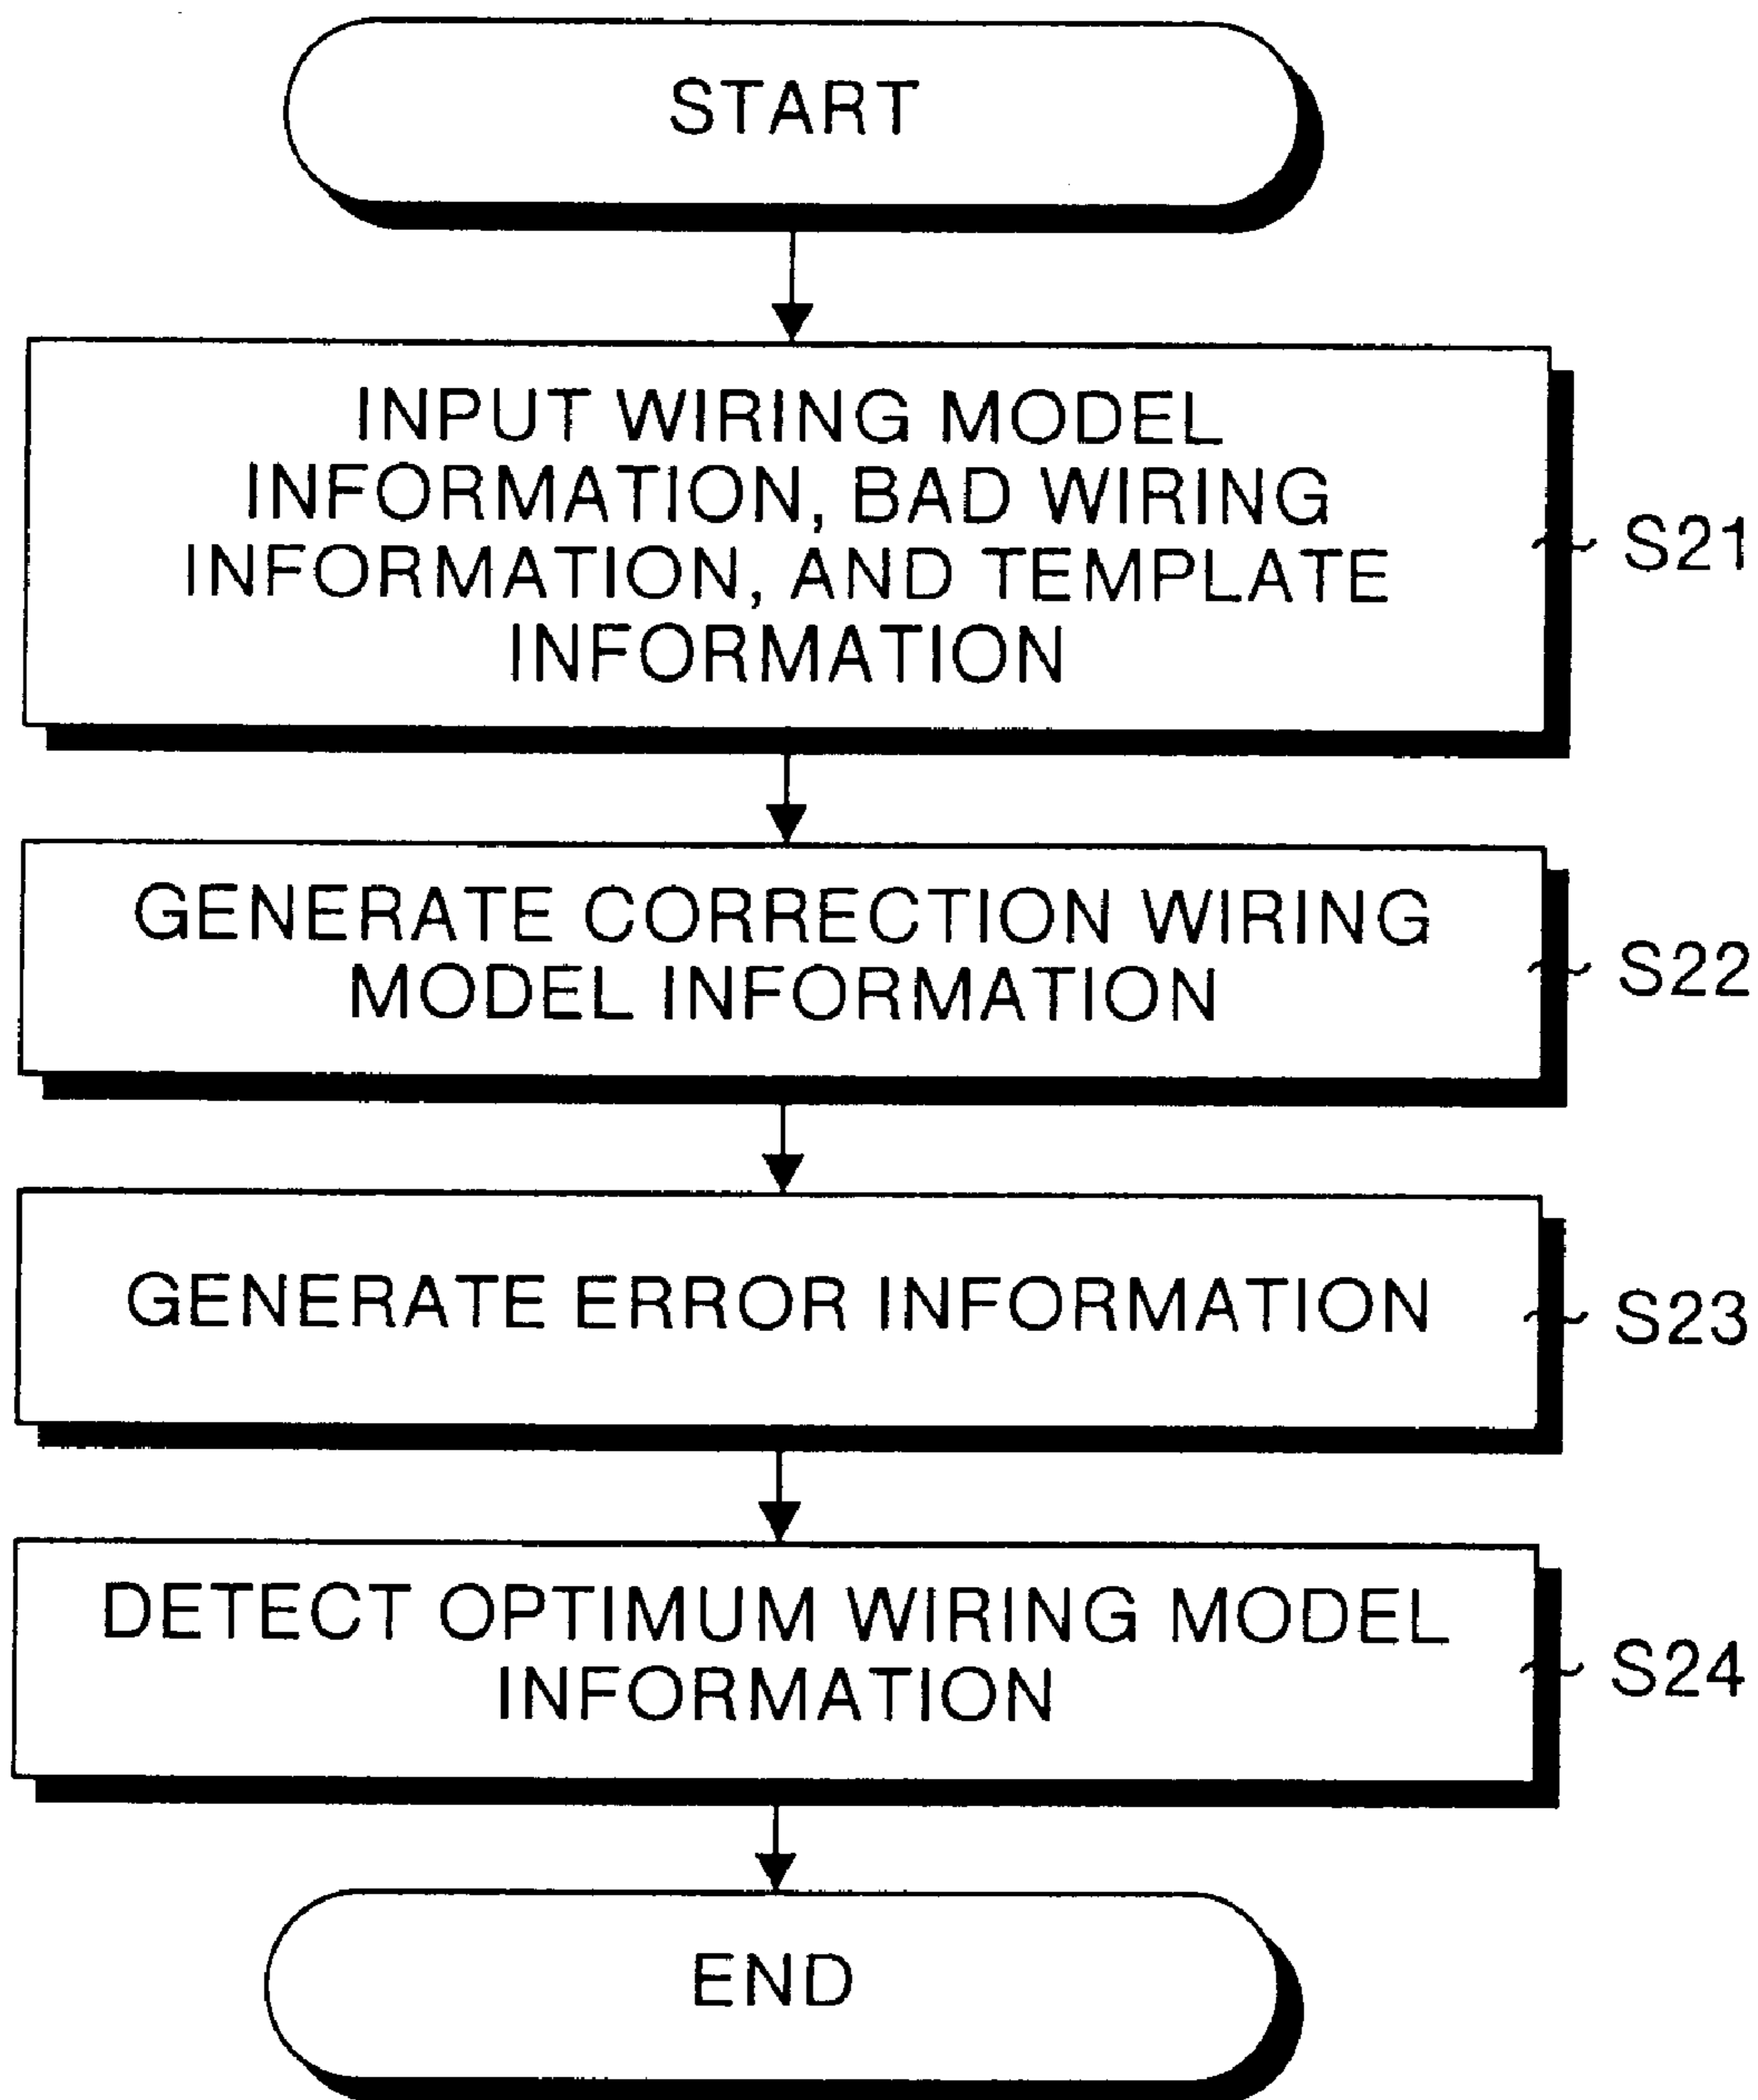 START
INPUT WIRING MODEL
INFORMATION, BAD WIRING
INFORMATION, AND TEMPLATE
INFORMATION
S21
GENERATE CORRECTION WIRING
MODEL INFORMATION
S22
GENERATE ERROR INFORMATION
S23
DETECT OPTIMUM WIRING MODEL
INFORMATION
S24
END